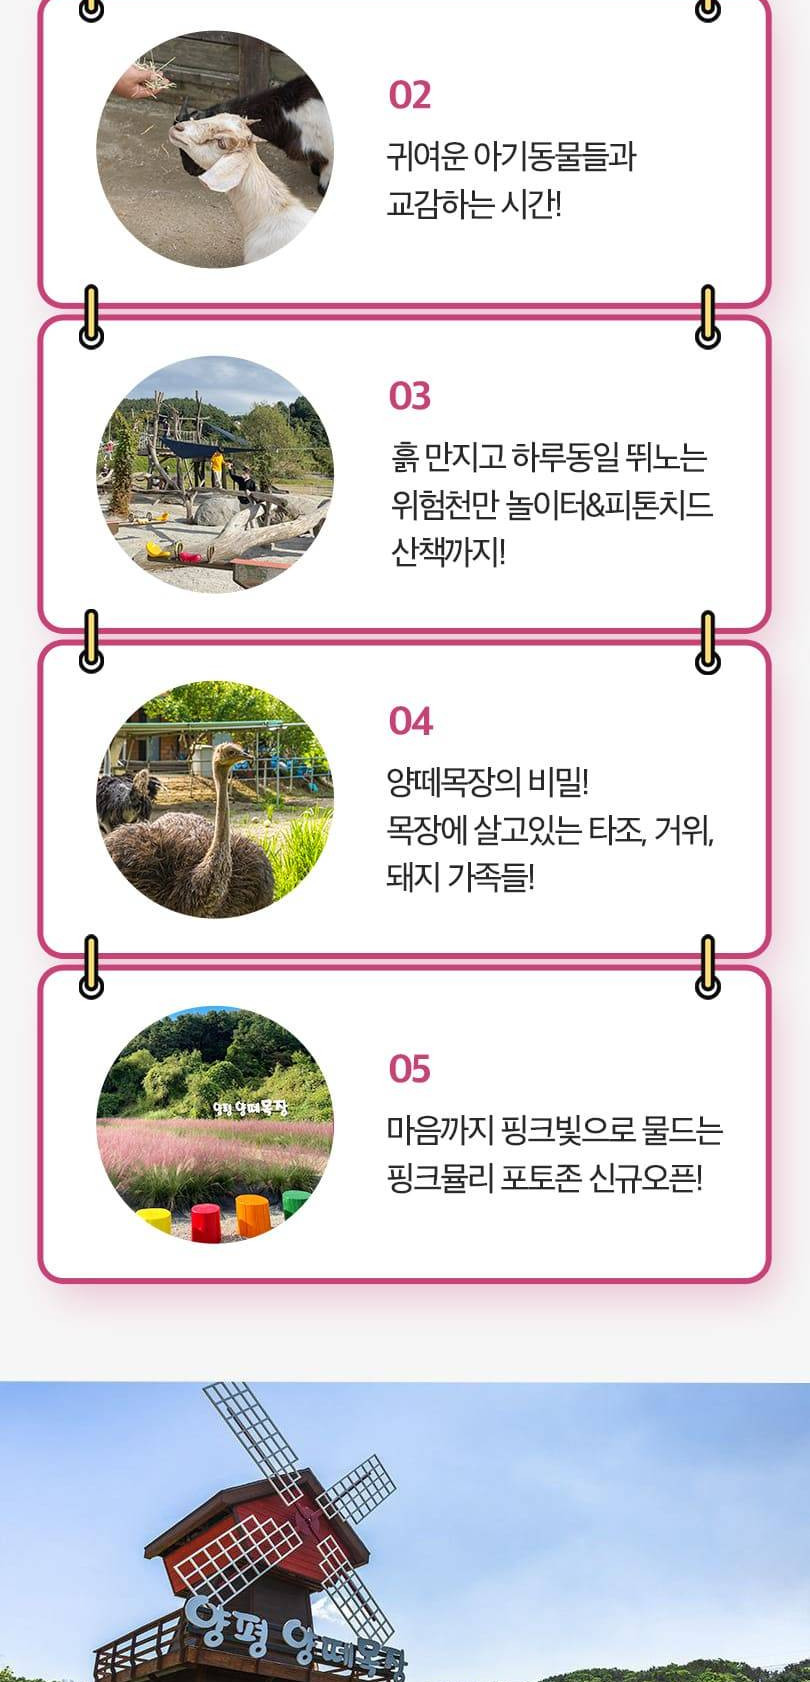 02
귀여운 아기동물들과
교감하는 시간!
03
흙 만지고 하루동일 뛰노는
위험천만 놀이터&피톤치드
산책까지!
04
양떼목장의 비밀!
목장에 살고있는 타조, 거위,
돼지 가족들!
양평 양떼목장
05
마음까지 핑크빛으로 물드는
핑크뮬리 포토존 신규오픈!
양평 양떼목장